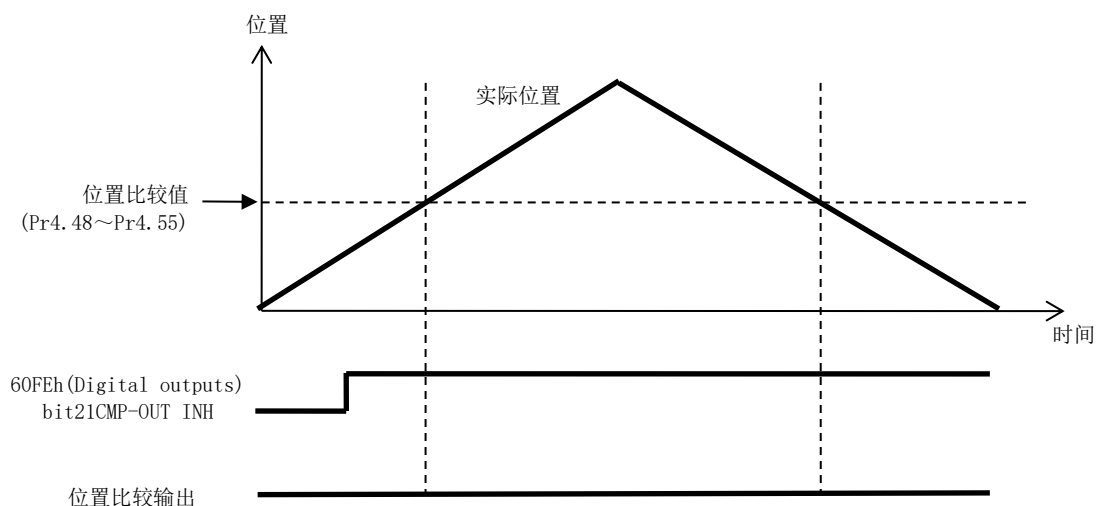 位置
实际位置
位置比较值
(Pr4.48～Pr4.55)
时间
60FEh(Digital outputs)
bit21CMP-OUT INH
位置比较输出